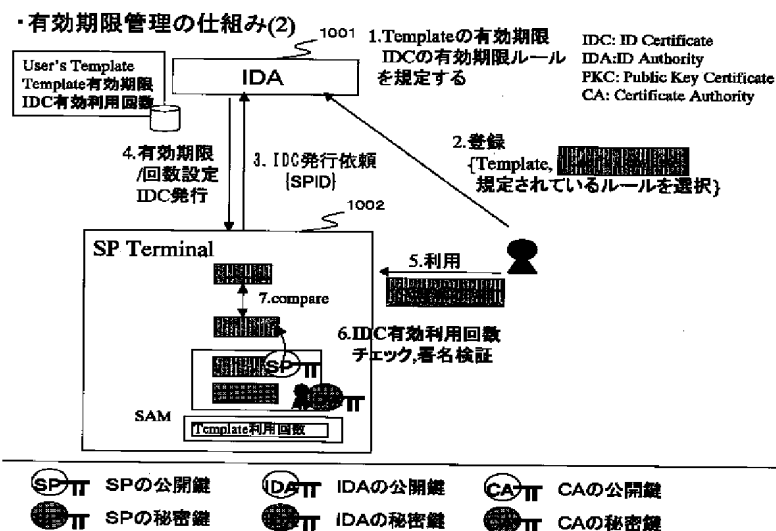 ・有効期限管理の仕組み(2)
1001
1.Templateの有効期限
IDCの有効期限ルール
を規定する
IDC: ID Certificate
IDA:ID Authority
PKC: Public Key Certificate
CA: Certificate Authority
User's Template
Template有効期限
IDC有効利用回数
IDA
2.登録
{Template,
規定されているルールを選択}
4.有効期限
/回数設定
IDC発行
3. IDC発行依頼
{SPID}
1002
SP Terminal
5.利用
7.compare
6.IDC有効利用回数
チェック,署名検証
SP
SAM
Template利用回数
SP SPの公開鍵
IDA IDAの公開鍵
CA CAの公開鍵
SPの秘密鍵
IDAの秘密鍵
CAの秘密鍵